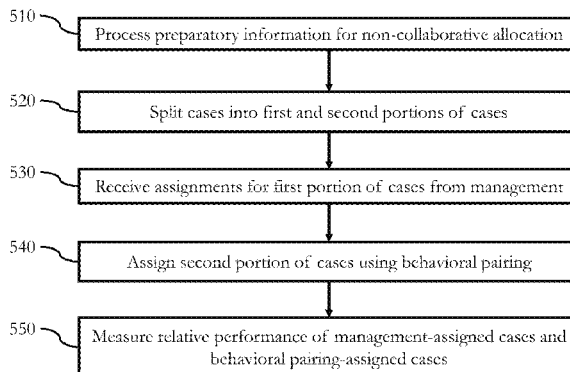 510
Process preparatory information for non-collaborative allocation
520
Split cases into first and second portions of cases
530
Receive assignments for first portion of cases from management
540
Assign second portion of cases using behavioral pairing
550
Measure relative performance of management-assigned cases and
behavioral pairing-assigned cases